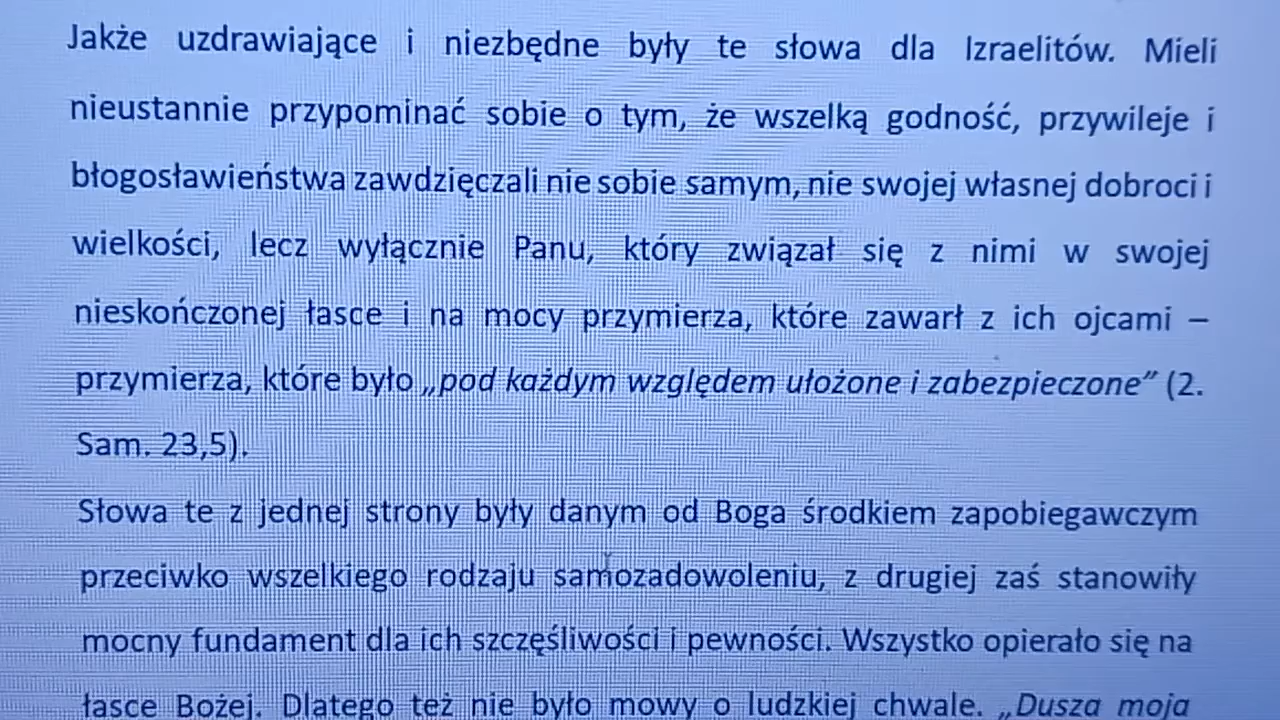 Jakże uzdrawiające i niezbędne były te słowa dla Izraelitów. Mieli
nieustannie przypominać sobie o tym, że wszelką godność, przywileje i
błogosławieństwa zawdzięczali nie sobie samym, nie swojej własnej dobroci i
wielkości, lecz wyłącznie Panu, który związał się z nimi w swojej
nieskończonej łasce i na mocy przymierza, które zawarł z ich ojcami –
przymierza, które było „pod każdym względem ułożone i zabezpieczone” (2.
Sam. 23,5).
Słowa te z jednej strony były danym od Boga środkiem zapobiegawczym
przeciwko wszelkiego rodzaju samozadowoleniu, z drugiej zaś stanowiły
mocny fundament dla ich szczęśliwości i pewności. Wszystko opierało się na
łasce Bożej. Dlatego też nie było mowy o ludzkiej chwale. „Dusza moja